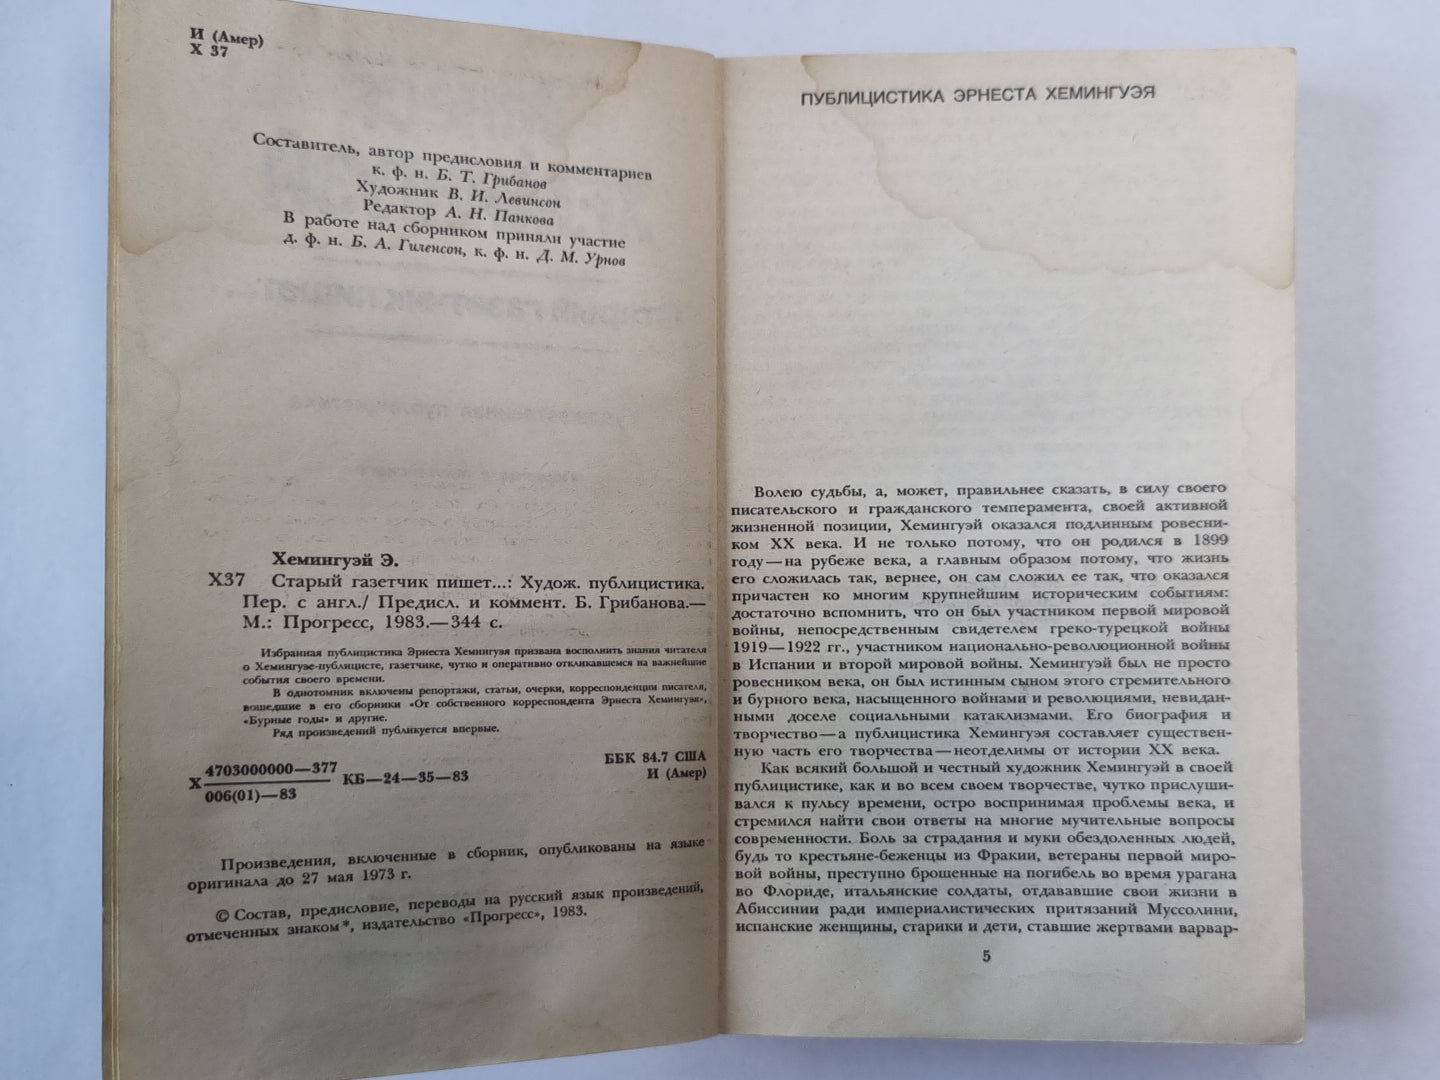 И (Амер)
Х 37
Составитель, автор предисловия и комментариев
к. ф. н. Б. Т. Грибанов
Художник В. И. Левинсон
Редактор А. Н. Панкова
В работе над сборником приняли участие
д. ф. н. Б. А. Гиленсон, к. ф. н. Д. М. Урнов
Хемингуэй Э.
Х37 Старый газетчик пишет...: Худож. публицистика.
Пер. с англ./ Предисл. и коммент. Б. Грибанова.—
М.: Прогресс, 1983.—344 с.
Избранная публицистика Эрнеста Хемингуэя призвана восполнить знания читателя
о Хемингуэе-публицисте, газетчике, чутко и оперативно откликавшемся на важнейшие
события своего времени.
В однотомник включены репортажи, статьи, очерки, корреспонденции писателя,
вошедшие в его сборники «От собственного корреспондента Эрнеста Хемингуэя»,
«Бурные годы» и другие.
Ряд произведений публикуется впервые.
Х 4703000000—377
006(01)—83
КБ—24—35—83
ББК 84.7 США
И (Амер)
Произведения, включенные в сборник, опубликованы на языке
оригинала до 27 мая 1973 г.
© Состав, предисловие, переводы на русский язык произведений,
отмеченных знаком*, издательство «Прогресс», 1983.
ПУБЛИЦИСТИКА ЭРНЕСТА ХЕМИНГУЭЯ
Волею судьбы, а, может, правильнее сказать, в силу своего
писательского и гражданского темперамента, своей активной
жизненной позиции, Хемингуэй оказался подлинным ровесни-
ком XX века. И не только потому, что он родился в 1899
году—на рубеже века, а главным образом потому, что жизнь
его сложилась так, вернее, он сам сложил ее так, что оказался
причастен ко многим крупнейшим историческим событиям:
достаточно вспомнить, что он был участником первой мировой
войны, непосредственным свидетелем греко-турецкой войны
1919—1922 гг., участником национально-революционной войны
в Испании и второй мировой войны. Хемингуэй был не просто
ровесником века, он был истинным сыном этого стремительного
и бурного века, насыщенного войнами и революциями, невидан-
ными доселе социальными катаклизмами. Его биография и
творчество—а публицистика Хемингуэя составляет существен-
ную часть его творчества—неотделимы от истории XX века.
Как всякий большой и честный художник Хемингуэй в своей
публицистике, как и во всем своем творчестве, чутко прислуши-
вался к пульсу времени, остро воспринимая проблемы века, и
стремился найти свои ответы на многие мучительные вопросы
современности. Боль за страдания и муки обездоленных людей,
будь то крестьяне-беженцы из Фракии, ветераны первой миро-
вой войны, преступно брошенные на погибель во время урагана
во Флориде, итальянские солдаты, отдававшие свои жизни в
Абиссинии ради империалистических притязаний Муссолини,
испанские женщины, старики и дети, ставшие жертвами варвар-
5